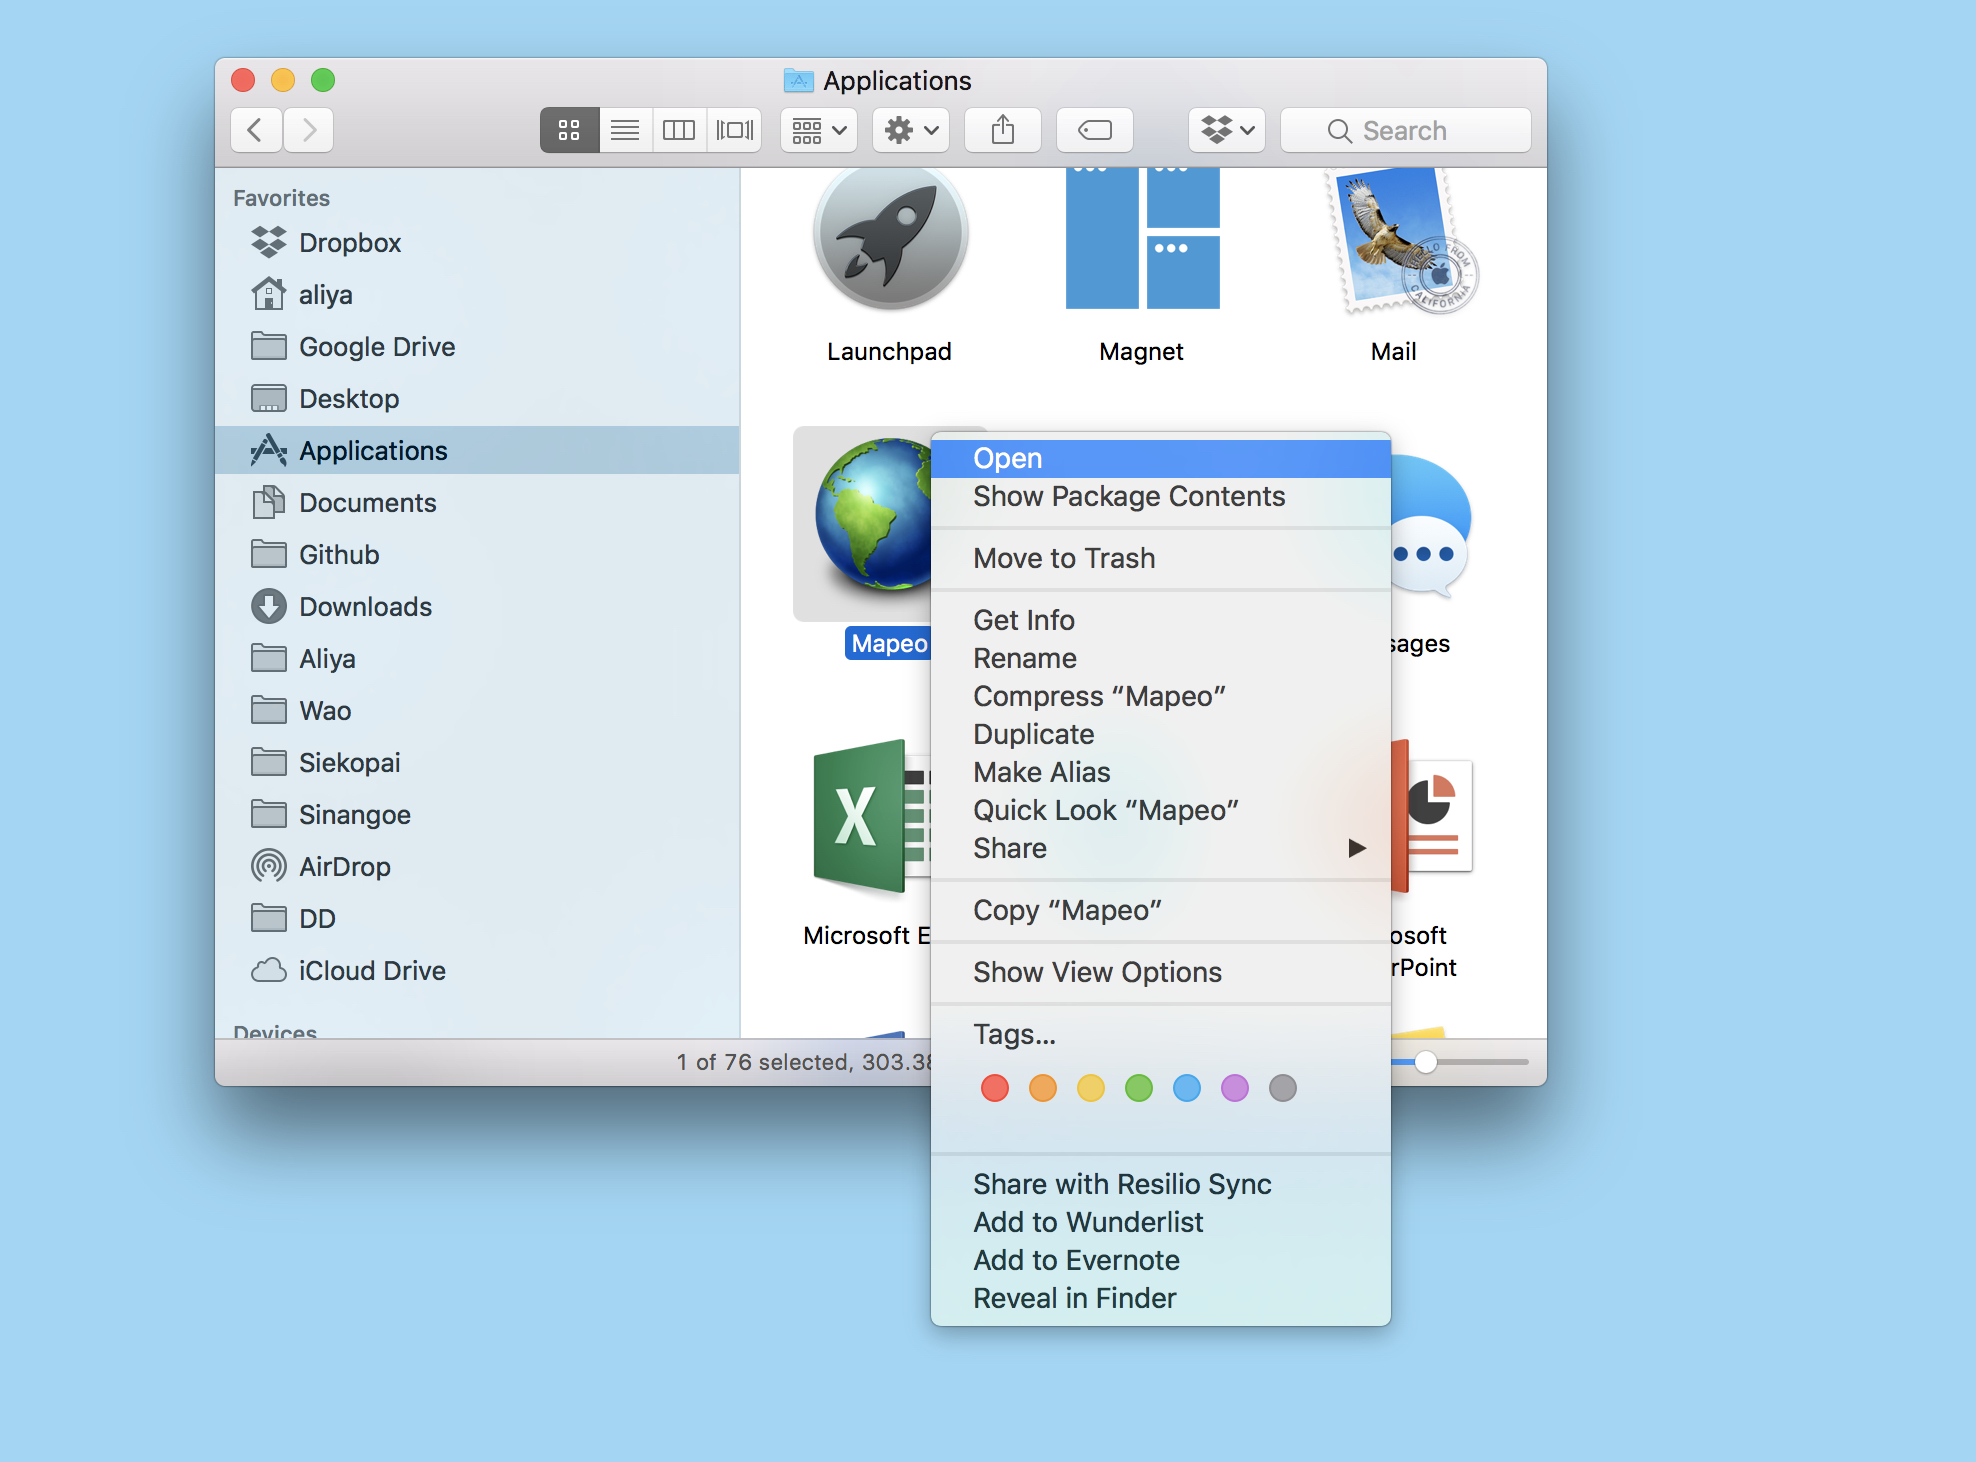 Applications
Search
Favorites
Dropbox
aliya
Google Drive
Desktop
Applications
Documents
Github
Downloads
Aliya
Wao
Siekopai
Sinangoe
AirDrop
DD
iCloud Drive
Devices
Launchpad
Magnet
Mail
HELLO FROM
CALIFORNIA
Mapeo
sages
Microsoft E
osoft
rPoint
1 of 76 selected, 303.38
Open
Show Package Contents
Move to Trash
Get Info
Rename
Compress “Mapeo”
Duplicate
Make Alias
Quick Look “Mapeo”
Share
Copy “Mapeo”
Show View Options
Tags...
Share with Resilio Sync
Add to Wunderlist
Add to Evernote
Reveal in Finder